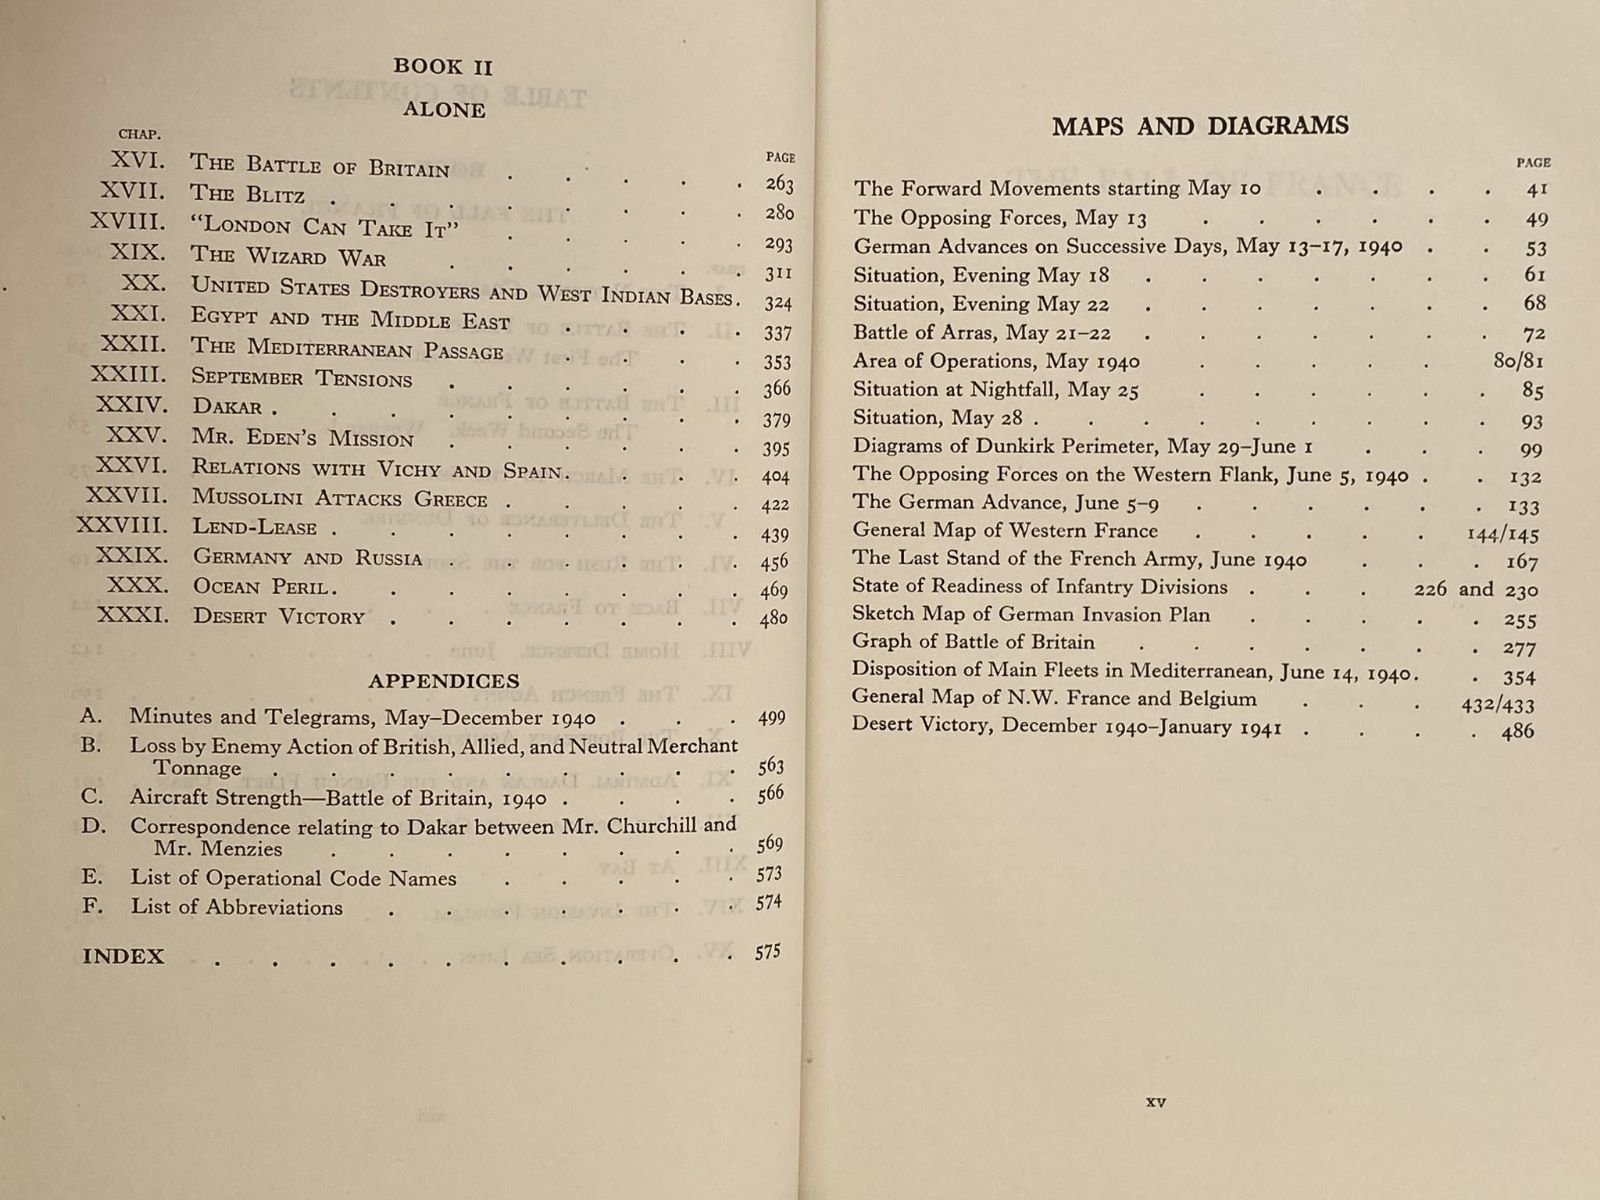 BOOK II
ALONE
CHAP.
PAGE
XVI. THE BATTLE OF BRITAIN . . . . . 263
XVII. THE BLITZ . . . . . . . . 280
XVIII. "LONDON CAN TAKE IT" . . . . . 293
XIX. THE WIZARD WAR . . . . . . 311
XX. UNITED STATES DESTROYERS AND WEST INDIAN BASES. 324
XXI. EGYPT AND THE MIDDLE EAST . . . . 337
XXII. THE MEDITERRANEAN PASSAGE . . . . 353
XXIII. SEPTEMBER TENSIONS . . . . . . 366
XXIV. DAKAR . . . . . . . . . 379
XXV. MR. EDEN'S MISSION . . . . . . 395
XXVI. RELATIONS WITH VICHY AND SPAIN. . . . 404
XXVII. MUSSOLINI ATTACKS GREECE . . . . . 422
XXVIII. LEND-LEASE . . . . . . . . 439
XXIX. GERMANY AND RUSSIA . . . . . . 456
XXX. OCEAN PERIL. . . . . . . . 469
XXXI. DESERT VICTORY . . . . . . . 480
APPENDICES
A. Minutes and Telegrams, May–December 1940 . . . 499
B. Loss by Enemy Action of British, Allied, and Neutral Merchant
Tonnage . . . . . . . . . 563
C. Aircraft Strength—Battle of Britain, 1940 . . . . 566
D. Correspondence relating to Dakar between Mr. Churchill and
Mr. Menzies . . . . . . . . 569
E. List of Operational Code Names . . . . . 573
F. List of Abbreviations . . . . . . . 574
INDEX . . . . . . . . . . 575
MAPS AND DIAGRAMS
PAGE
The Forward Movements starting May 10 . . . . 41
The Opposing Forces, May 13 . . . . . . 49
German Advances on Successive Days, May 13–17, 1940 . . 53
Situation, Evening May 18 . . . . . . . 61
Situation, Evening May 22 . . . . . . . 68
Battle of Arras, May 21–22 . . . . . . . 72
Area of Operations, May 1940 . . . . . 80/81
Situation at Nightfall, May 25 . . . . . . 85
Situation, May 28 . . . . . . . . . 93
Diagrams of Dunkirk Perimeter, May 29–June 1 . . . 99
The Opposing Forces on the Western Flank, June 5, 1940 . . 132
The German Advance, June 5–9 . . . . . . 133
General Map of Western France . . . . . 144/145
The Last Stand of the French Army, June 1940 . . . 167
State of Readiness of Infantry Divisions . . . 226 and 230
Sketch Map of German Invasion Plan . . . . . 255
Graph of Battle of Britain . . . . . . . 277
Disposition of Main Fleets in Mediterranean, June 14, 1940. . 354
General Map of N.W. France and Belgium . . . 432/433
Desert Victory, December 1940–January 1941 . . . . 486
xv